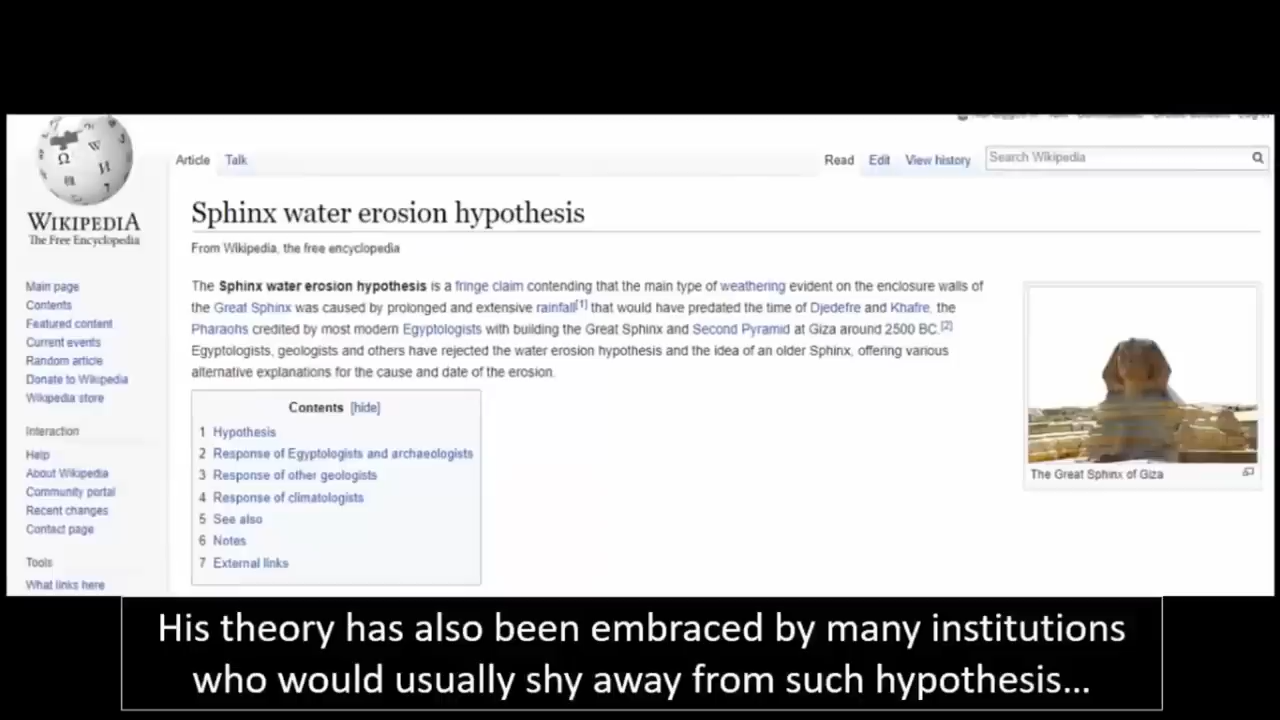 Article Talk
Read Edit View history Search Wikipedia
WIKIPEDIA
The Free Encyclopedia
Main page
Contents
Featured content
Current events
Random article
Donate to Wikipedia
Wikipedia store
Interaction
Help
About Wikipedia
Community portal
Recent changes
Contact page
Tools
What links here
Sphinx water erosion hypothesis
From Wikipedia, the free encyclopedia
The Sphinx water erosion hypothesis is a fringe claim contending that the main type of weathering evident on the enclosure walls of
the Great Sphinx was caused by prolonged and extensive rainfall[1] that would have predated the time of Djedefre and Khafre, the
Pharaohs credited by most modern Egyptologists with building the Great Sphinx and Second Pyramid at Giza around 2500 BC.[2]
Egyptologists, geologists and others have rejected the water erosion hypothesis and the idea of an older Sphinx, offering various
alternative explanations for the cause and date of the erosion.
Contents [hide]
1 Hypothesis
2 Response of Egyptologists and archaeologists
3 Response of other geologists
4 Response of climatologists
5 See also
6 Notes
7 External links
The Great Sphinx of Giza
His theory has also been embraced by many institutions
who would usually shy away from such hypothesis...